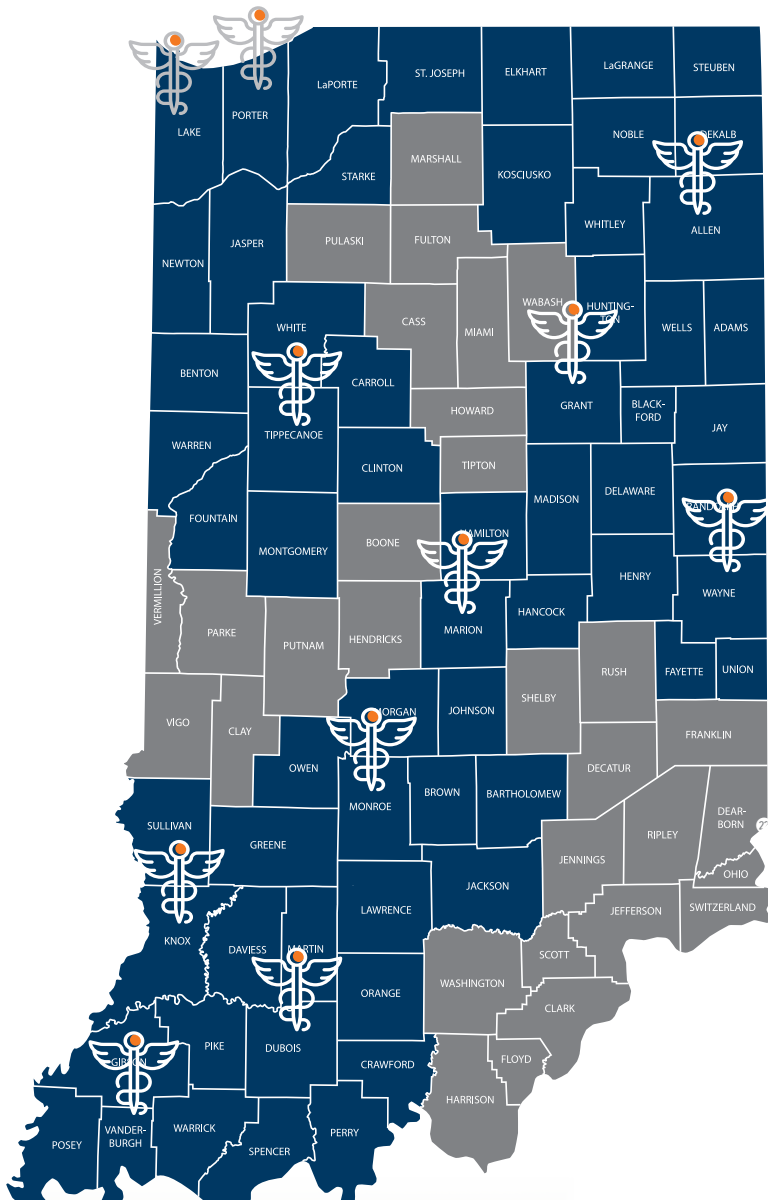 LAKE
PORTER
LaPORTE
ST. JOSEPH
ELKHART
LaGRANGE
STEUBEN
NOBLE
DEKALB
MARSHALL
STARKE
KOSCIUSKO
WHITLEY
ALLEN
NEWTON
JASPER
PULASKI
FULTON
WHITE
CASS
MIAMI
WABASH
HUNTING-
TON
WELLS
ADAMS
BENTON
CARROLL
HOWARD
GRANT
BLACK-
FORD
JAY
WARREN
TIPPECANOE
CLINTON
TIPTON
MADISON
DELAWARE
RANDOLPH
FOUNTAIN
MONTGOMERY
BOONE
HAMILTON
HENRY
WAYNE
VERMILLION
PARKE
PUTNAM
HENDRICKS
MARION
HANCOCK
RUSH
FAYETTE
UNION
VIGO
CLAY
OWEN
MORGAN
JOHNSON
SHELBY
DECATUR
FRANKLIN
SULLIVAN
GREENE
MONROE
BROWN
BARTHOLOMEW
JENNINGS
RIPLEY
DEAR-
BORN
OHIO
KNOX
DAVIESS
MARTIN
LAWRENCE
JACKSON
JEFFERSON
SWITZERLAND
WASHINGTON
SCOTT
CLARK
ORANGE
GIBSON
PIKE
DUBOIS
CRAWFORD
FLOYD
HARRISON
POSEY
VANDER-
BURGH
WARRICK
SPENCER
PERRY